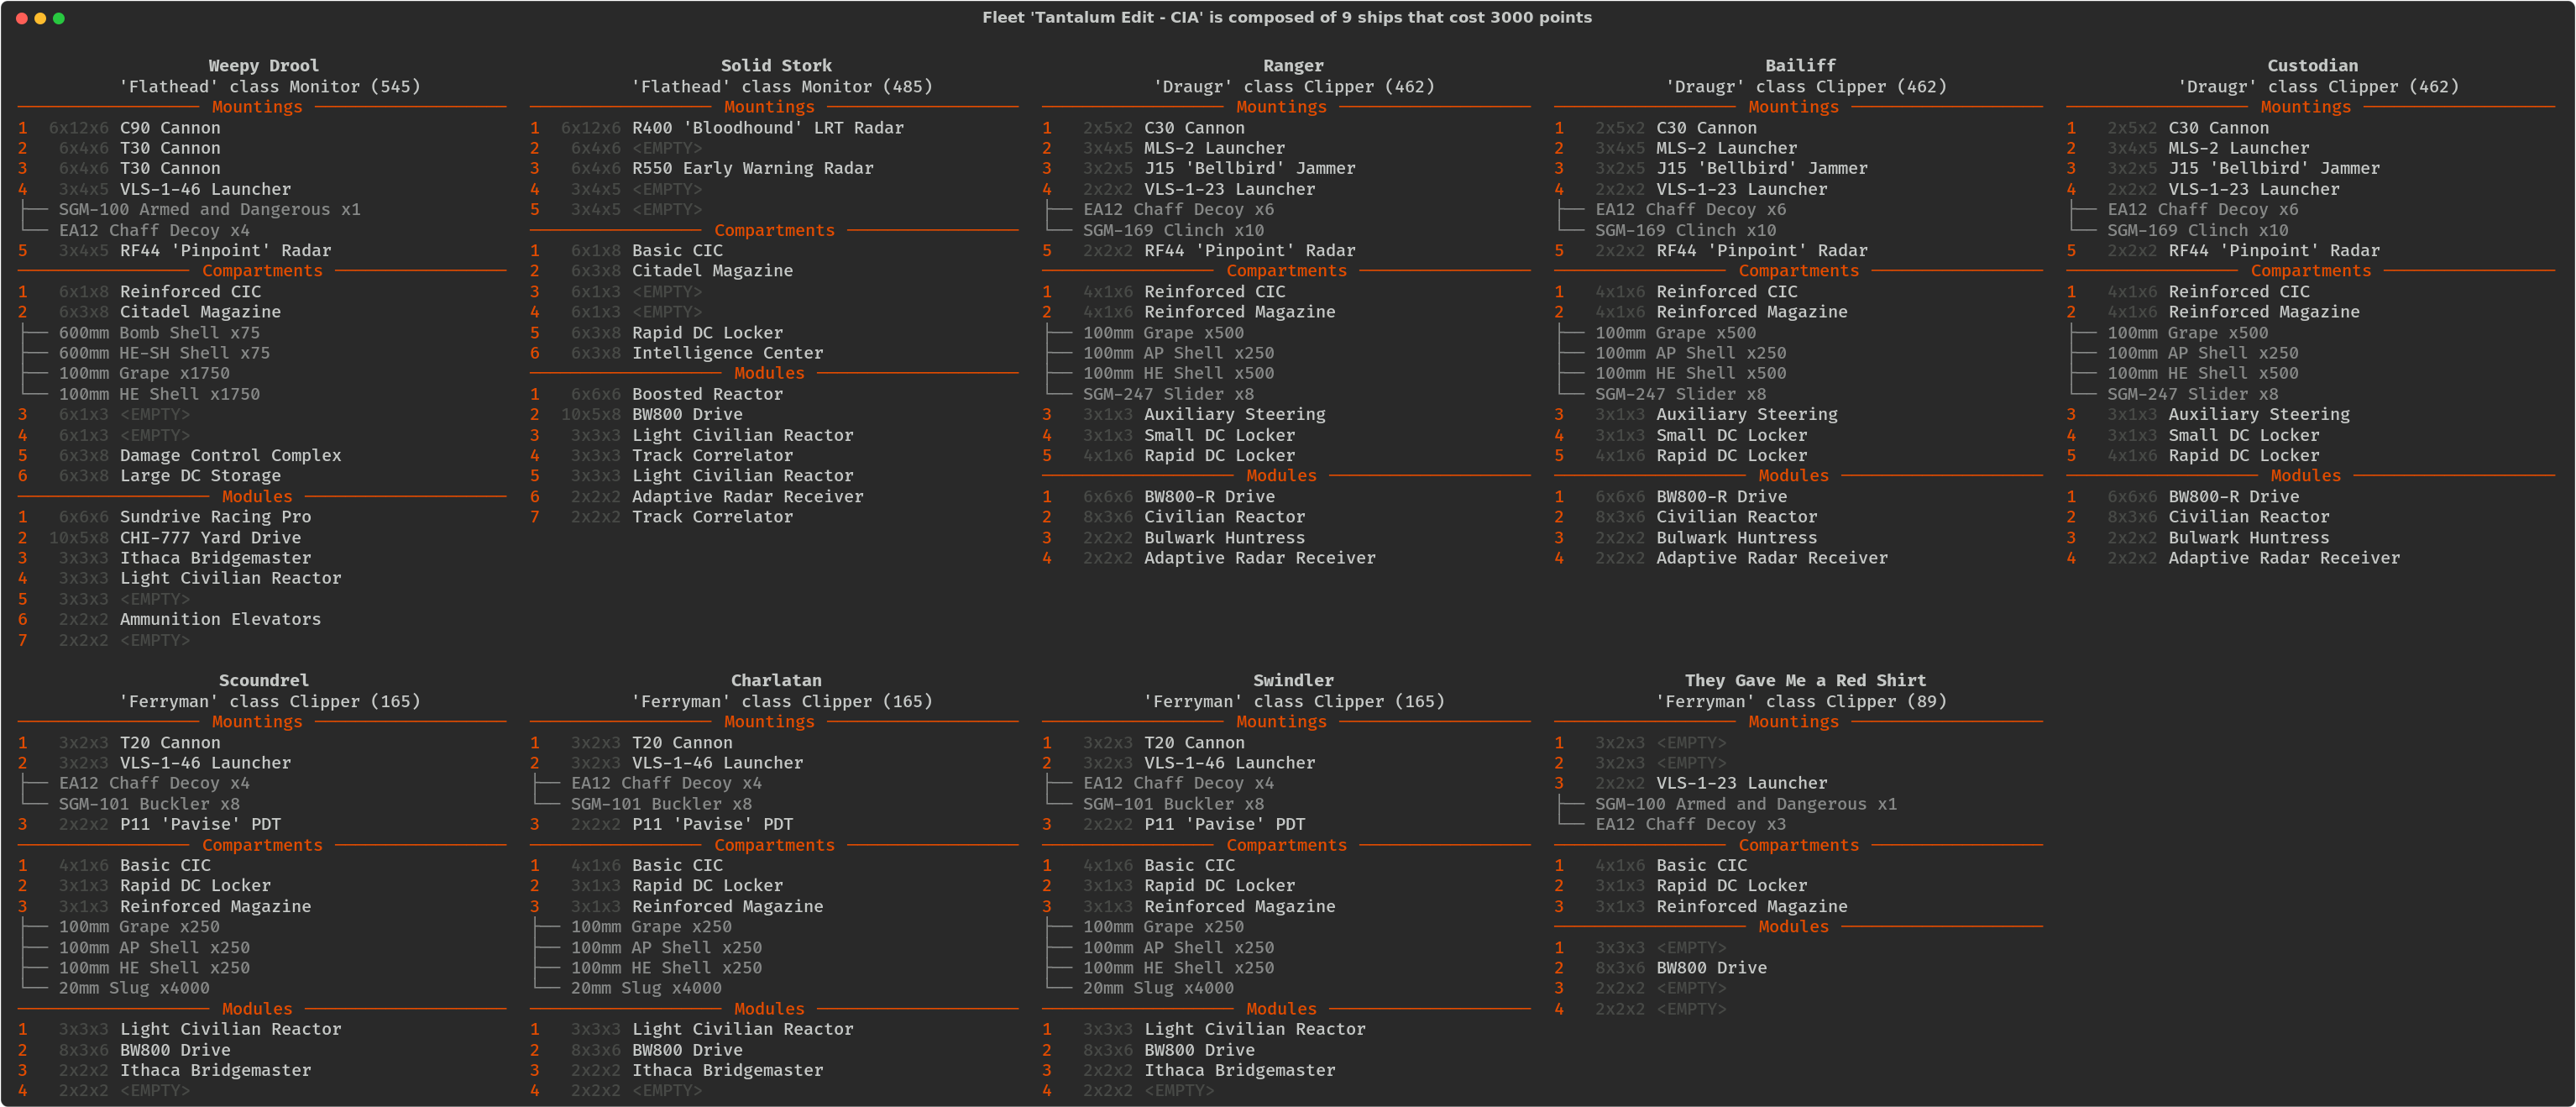 Fleet 'Tantalum Edit - CIA' is composed of 9 ships that cost 3000 points
Weepy Drool
'Flathead' class Monitor (545)
Mountings
1 6x12x6 C90 Cannon
2 6x4x6 T30 Cannon
3 6x4x6 T30 Cannon
4 3x4x5 VLS-1-46 Launcher
├── SGM-100 Armed and Dangerous x1
└── EA12 Chaff Decoy x4
5 3x4x5 RF44 'Pinpoint' Radar
Compartments
1 6x1x8 Reinforced CIC
2 6x3x8 Citadel Magazine
├── 600mm Bomb Shell x75
├── 600mm HE-SH Shell x75
├── 100mm Grape x1750
└── 100mm HE Shell x1750
3 6x1x3 <EMPTY>
4 6x1x3 <EMPTY>
5 6x3x8 Damage Control Complex
6 6x3x8 Large DC Storage
Modules
1 6x6x6 Sundrive Racing Pro
2 10x5x8 CHI-777 Yard Drive
3 3x3x3 Ithaca Bridgemaster
4 3x3x3 Light Civilian Reactor
5 3x3x3 <EMPTY>
6 2x2x2 Ammunition Elevators
7 2x2x2 <EMPTY>
Solid Stork
'Flathead' class Monitor (485)
Mountings
1 6x12x6 R400 'Bloodhound' LRT Radar
2 6x4x6 <EMPTY>
3 6x4x6 R550 Early Warning Radar
4 3x4x5 <EMPTY>
5 3x4x5 <EMPTY>
Compartments
1 6x1x8 Basic CIC
2 6x3x8 Citadel Magazine
3 6x1x3 <EMPTY>
4 6x1x3 <EMPTY>
5 6x3x8 Rapid DC Locker
6 6x3x8 Intelligence Center
Modules
1 6x6x6 Boosted Reactor
2 10x5x8 BW800 Drive
3 3x3x3 Light Civilian Reactor
4 3x3x3 Track Correlator
5 3x3x3 Light Civilian Reactor
6 2x2x2 Adaptive Radar Receiver
7 2x2x2 Track Correlator
Ranger
'Draugr' class Clipper (462)
Mountings
1 2x5x2 C30 Cannon
2 3x4x5 MLS-2 Launcher
3 3x2x5 J15 'Bellbird' Jammer
4 2x2x2 VLS-1-23 Launcher
├── EA12 Chaff Decoy x6
└── SGM-169 Clinch x10
5 2x2x2 RF44 'Pinpoint' Radar
Compartments
1 4x1x6 Reinforced CIC
2 4x1x6 Reinforced Magazine
├── 100mm Grape x500
├── 100mm AP Shell x250
├── 100mm HE Shell x500
└── SGM-247 Slider x8
3 3x1x3 Auxiliary Steering
4 3x1x3 Small DC Locker
5 4x1x6 Rapid DC Locker
Modules
1 6x6x6 BW800-R Drive
2 8x3x6 Civilian Reactor
3 2x2x2 Bulwark Huntress
4 2x2x2 Adaptive Radar Receiver
Bailiff
'Draugr' class Clipper (462)
Mountings
1 2x5x2 C30 Cannon
2 3x4x5 MLS-2 Launcher
3 3x2x5 J15 'Bellbird' Jammer
4 2x2x2 VLS-1-23 Launcher
├── EA12 Chaff Decoy x6
└── SGM-169 Clinch x10
5 2x2x2 RF44 'Pinpoint' Radar
Compartments
1 4x1x6 Reinforced CIC
2 4x1x6 Reinforced Magazine
├── 100mm Grape x500
├── 100mm AP Shell x250
├── 100mm HE Shell x500
└── SGM-247 Slider x8
3 3x1x3 Auxiliary Steering
4 3x1x3 Small DC Locker
5 4x1x6 Rapid DC Locker
Modules
1 6x6x6 BW800-R Drive
2 8x3x6 Civilian Reactor
3 2x2x2 Bulwark Huntress
4 2x2x2 Adaptive Radar Receiver
Custodian
'Draugr' class Clipper (462)
Mountings
1 2x5x2 C30 Cannon
2 3x4x5 MLS-2 Launcher
3 3x2x5 J15 'Bellbird' Jammer
4 2x2x2 VLS-1-23 Launcher
├── EA12 Chaff Decoy x6
└── SGM-169 Clinch x10
5 2x2x2 RF44 'Pinpoint' Radar
Compartments
1 4x1x6 Reinforced CIC
2 4x1x6 Reinforced Magazine
├── 100mm Grape x500
├── 100mm AP Shell x250
├── 100mm HE Shell x500
└── SGM-247 Slider x8
3 3x1x3 Auxiliary Steering
4 3x1x3 Small DC Locker
5 4x1x6 Rapid DC Locker
Modules
1 6x6x6 BW800-R Drive
2 8x3x6 Civilian Reactor
3 2x2x2 Bulwark Huntress
4 2x2x2 Adaptive Radar Receiver
Scoundrel
'Ferryman' class Clipper (165)
Mountings
1 3x2x3 T20 Cannon
2 3x2x3 VLS-1-46 Launcher
├── EA12 Chaff Decoy x4
└── SGM-101 Buckler x8
3 2x2x2 P11 'Pavise' PDT
Compartments
1 4x1x6 Basic CIC
2 3x1x3 Rapid DC Locker
3 3x1x3 Reinforced Magazine
├── 100mm Grape x250
├── 100mm AP Shell x250
├── 100mm HE Shell x250
└── 20mm Slug x4000
Modules
1 3x3x3 Light Civilian Reactor
2 8x3x6 BW800 Drive
3 2x2x2 Ithaca Bridgemaster
4 2x2x2 <EMPTY>
Charlatan
'Ferryman' class Clipper (165)
Mountings
1 3x2x3 T20 Cannon
2 3x2x3 VLS-1-46 Launcher
├── EA12 Chaff Decoy x4
└── SGM-101 Buckler x8
3 2x2x2 P11 'Pavise' PDT
Compartments
1 4x1x6 Basic CIC
2 3x1x3 Rapid DC Locker
3 3x1x3 Reinforced Magazine
├── 100mm Grape x250
├── 100mm AP Shell x250
├── 100mm HE Shell x250
└── 20mm Slug x4000
Modules
1 3x3x3 Light Civilian Reactor
2 8x3x6 BW800 Drive
3 2x2x2 Ithaca Bridgemaster
4 2x2x2 <EMPTY>
Swindler
'Ferryman' class Clipper (165)
Mountings
1 3x2x3 T20 Cannon
2 3x2x3 VLS-1-46 Launcher
├── EA12 Chaff Decoy x4
└── SGM-101 Buckler x8
3 2x2x2 P11 'Pavise' PDT
Compartments
1 4x1x6 Basic CIC
2 3x1x3 Rapid DC Locker
3 3x1x3 Reinforced Magazine
├── 100mm Grape x250
├── 100mm AP Shell x250
├── 100mm HE Shell x250
└── 20mm Slug x4000
Modules
1 3x3x3 Light Civilian Reactor
2 8x3x6 BW800 Drive
3 2x2x2 Ithaca Bridgemaster
4 2x2x2 <EMPTY>
They Gave Me a Red Shirt
'Ferryman' class Clipper (89)
Mountings
1 3x2x3 <EMPTY>
2 3x2x3 <EMPTY>
3 2x2x2 VLS-1-23 Launcher
├── SGM-100 Armed and Dangerous x1
└── EA12 Chaff Decoy x3
Compartments
1 4x1x6 Basic CIC
2 3x1x3 Rapid DC Locker
3 3x1x3 Reinforced Magazine
Modules
1 3x3x3 <EMPTY>
2 8x3x6 BW800 Drive
3 2x2x2 <EMPTY>
4 2x2x2 <EMPTY>